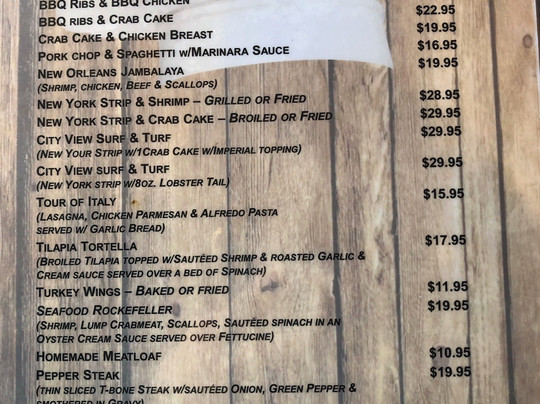 BBQ Ribs & BBQ Chicken
BBQ ribs & Crab Cake $22.95
Crab Cake & Chicken Breast $19.95
Pork chop & Spaghetti w/Marinara Sauce $16.95
New Orleans Jambalaya $19.95
(Shrimp, chicken, Beef & Scallops)
New York Strip & Shrimp – Grilled or Fried $28.95
New York Strip & Crab Cake – Broiled or Fried $29.95
City View Surf & Turf $29.95
(New Your Strip w/1Crab Cake w/Imperial topping)
City View surf & Turf $29.95
(New York strip w/8oz. Lobster Tail)
Tour of Italy $15.95
(Lasagna, Chicken Parmesan & Alfredo Pasta
served w/ Garlic Bread)
Tilapia Tortella $17.95
(Broiled Tilapia topped w/Sautéed Shrimp & roasted Garlic &
Cream sauce served over a bed of Spinach)
Turkey Wings – Baked or fried $11.95
Seafood Rockefeller $19.95
(Shrimp, Lump Crabmeat, Scallops, Sautéed spinach in an
Oyster Cream Sauce served over Fettucine)
Homemade Meatloaf $10.95
Pepper Steak $19.95
(thin sliced T-bone Steak w/sautéed Onion, Green Pepper &
smothered in Gravy)